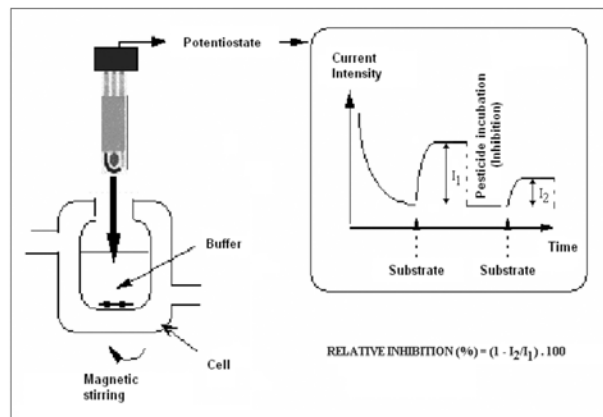 Potentiostate
Current
Intensity
Pesticide incubation
(Inhibition)
I1
I2
Time
Substrate
Substrate
Buffer
Cell
Magnetic
stirring
RELATIVE INHIBITION (%) = (1 - I2/I1) . 100